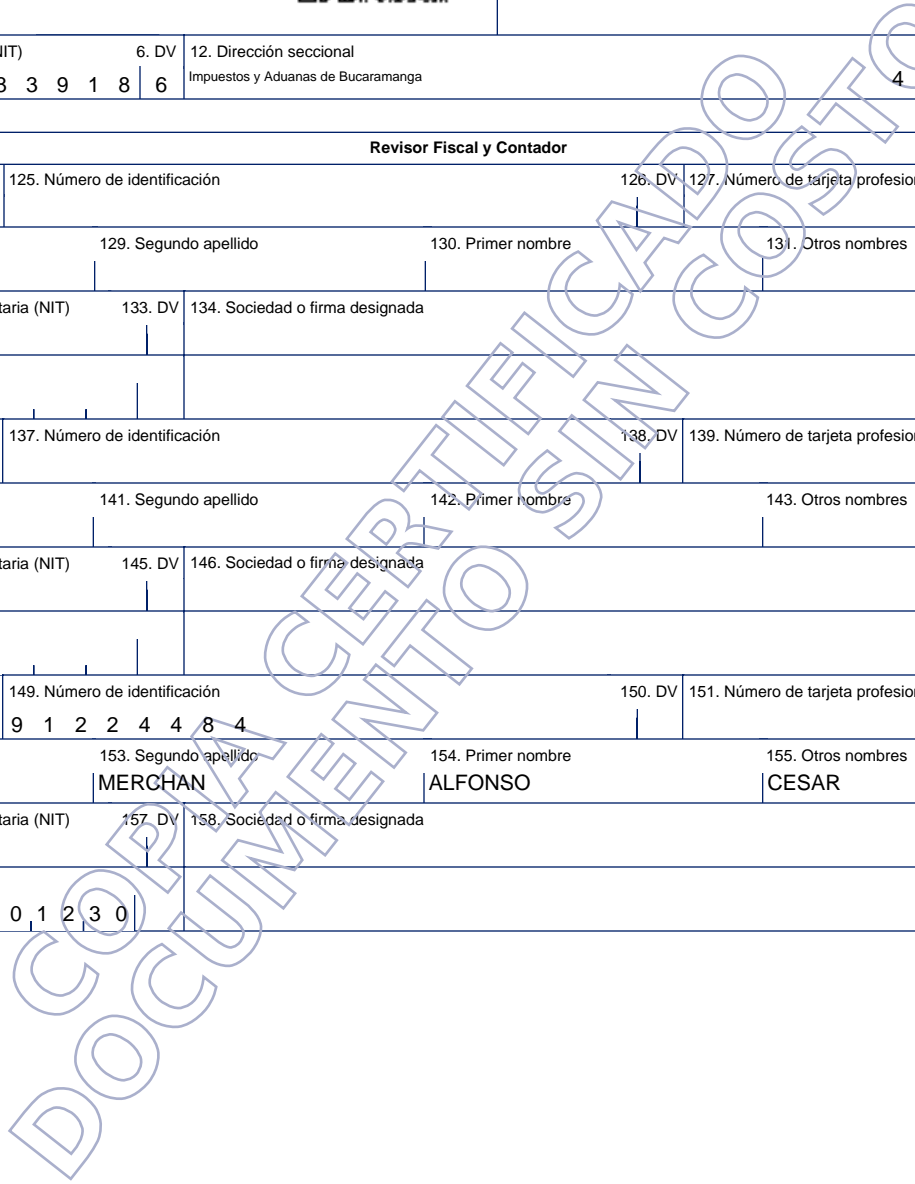 NIT) 6. DV 12. Dirección seccional
3 3 9 1 8 6 Impuestos y Aduanas de Bucaramanga 4
Revisor Fiscal y Contador
125. Número de identificación 126. DV 127. Número de tarjeta profesion
129. Segundo apellido 130. Primer nombre 131. Otros nombres
taria (NIT) 133. DV 134. Sociedad o firma designada
137. Número de identificación 138. DV 139. Número de tarjeta profesion
141. Segundo apellido 142. Primer nombre 143. Otros nombres
taria (NIT) 145. DV 146. Sociedad o firma designada
149. Número de identificación 150. DV 151. Número de tarjeta profesion
9 1 2 2 4 4 8 4
153. Segundo apellido 154. Primer nombre 155. Otros nombres
MERCHAN ALFONSO CESAR
taria (NIT) 157. DV 158. Sociedad o firma designada
0 1 2 3 0
COPIA CERTIFICADO
DOCUMENTO SIN COSTO